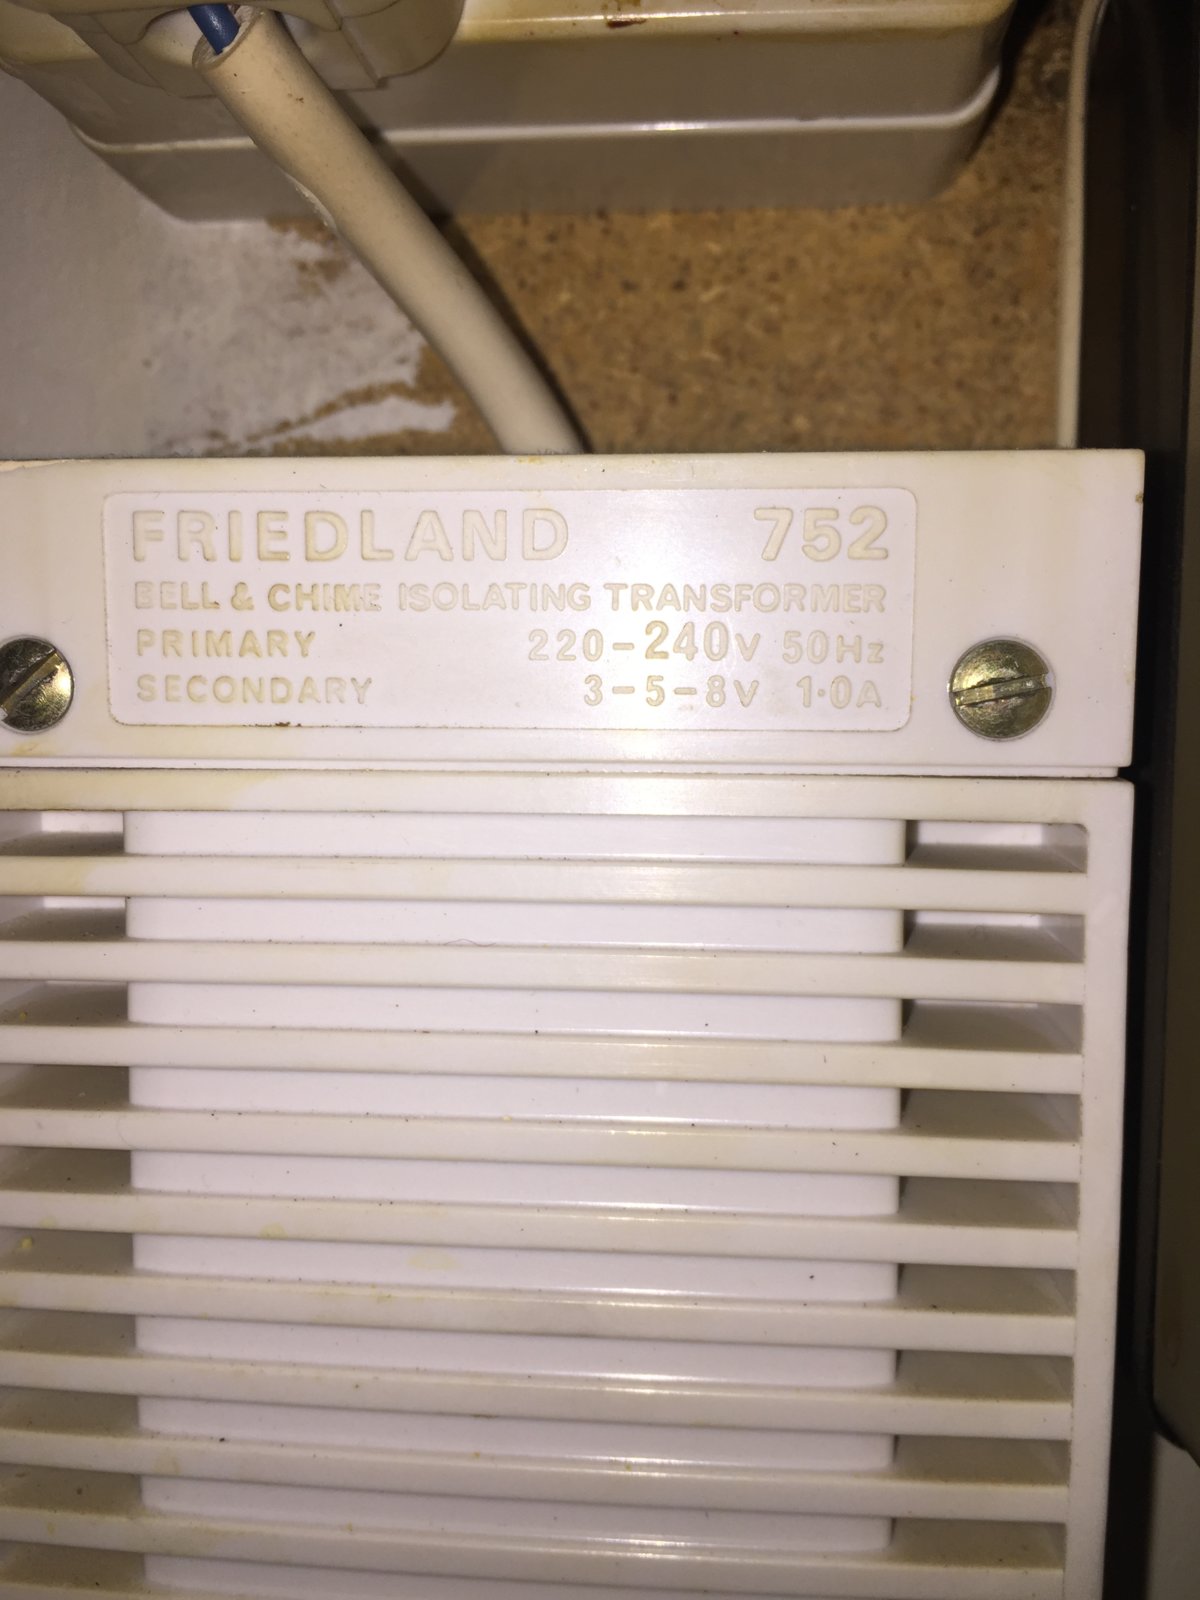 FRIEDLAND 752
BELL & CHIME ISOLATING TRANSFORMER
PRIMARY 220-240V 50Hz
SECONDARY 3-5-8V 1·0A